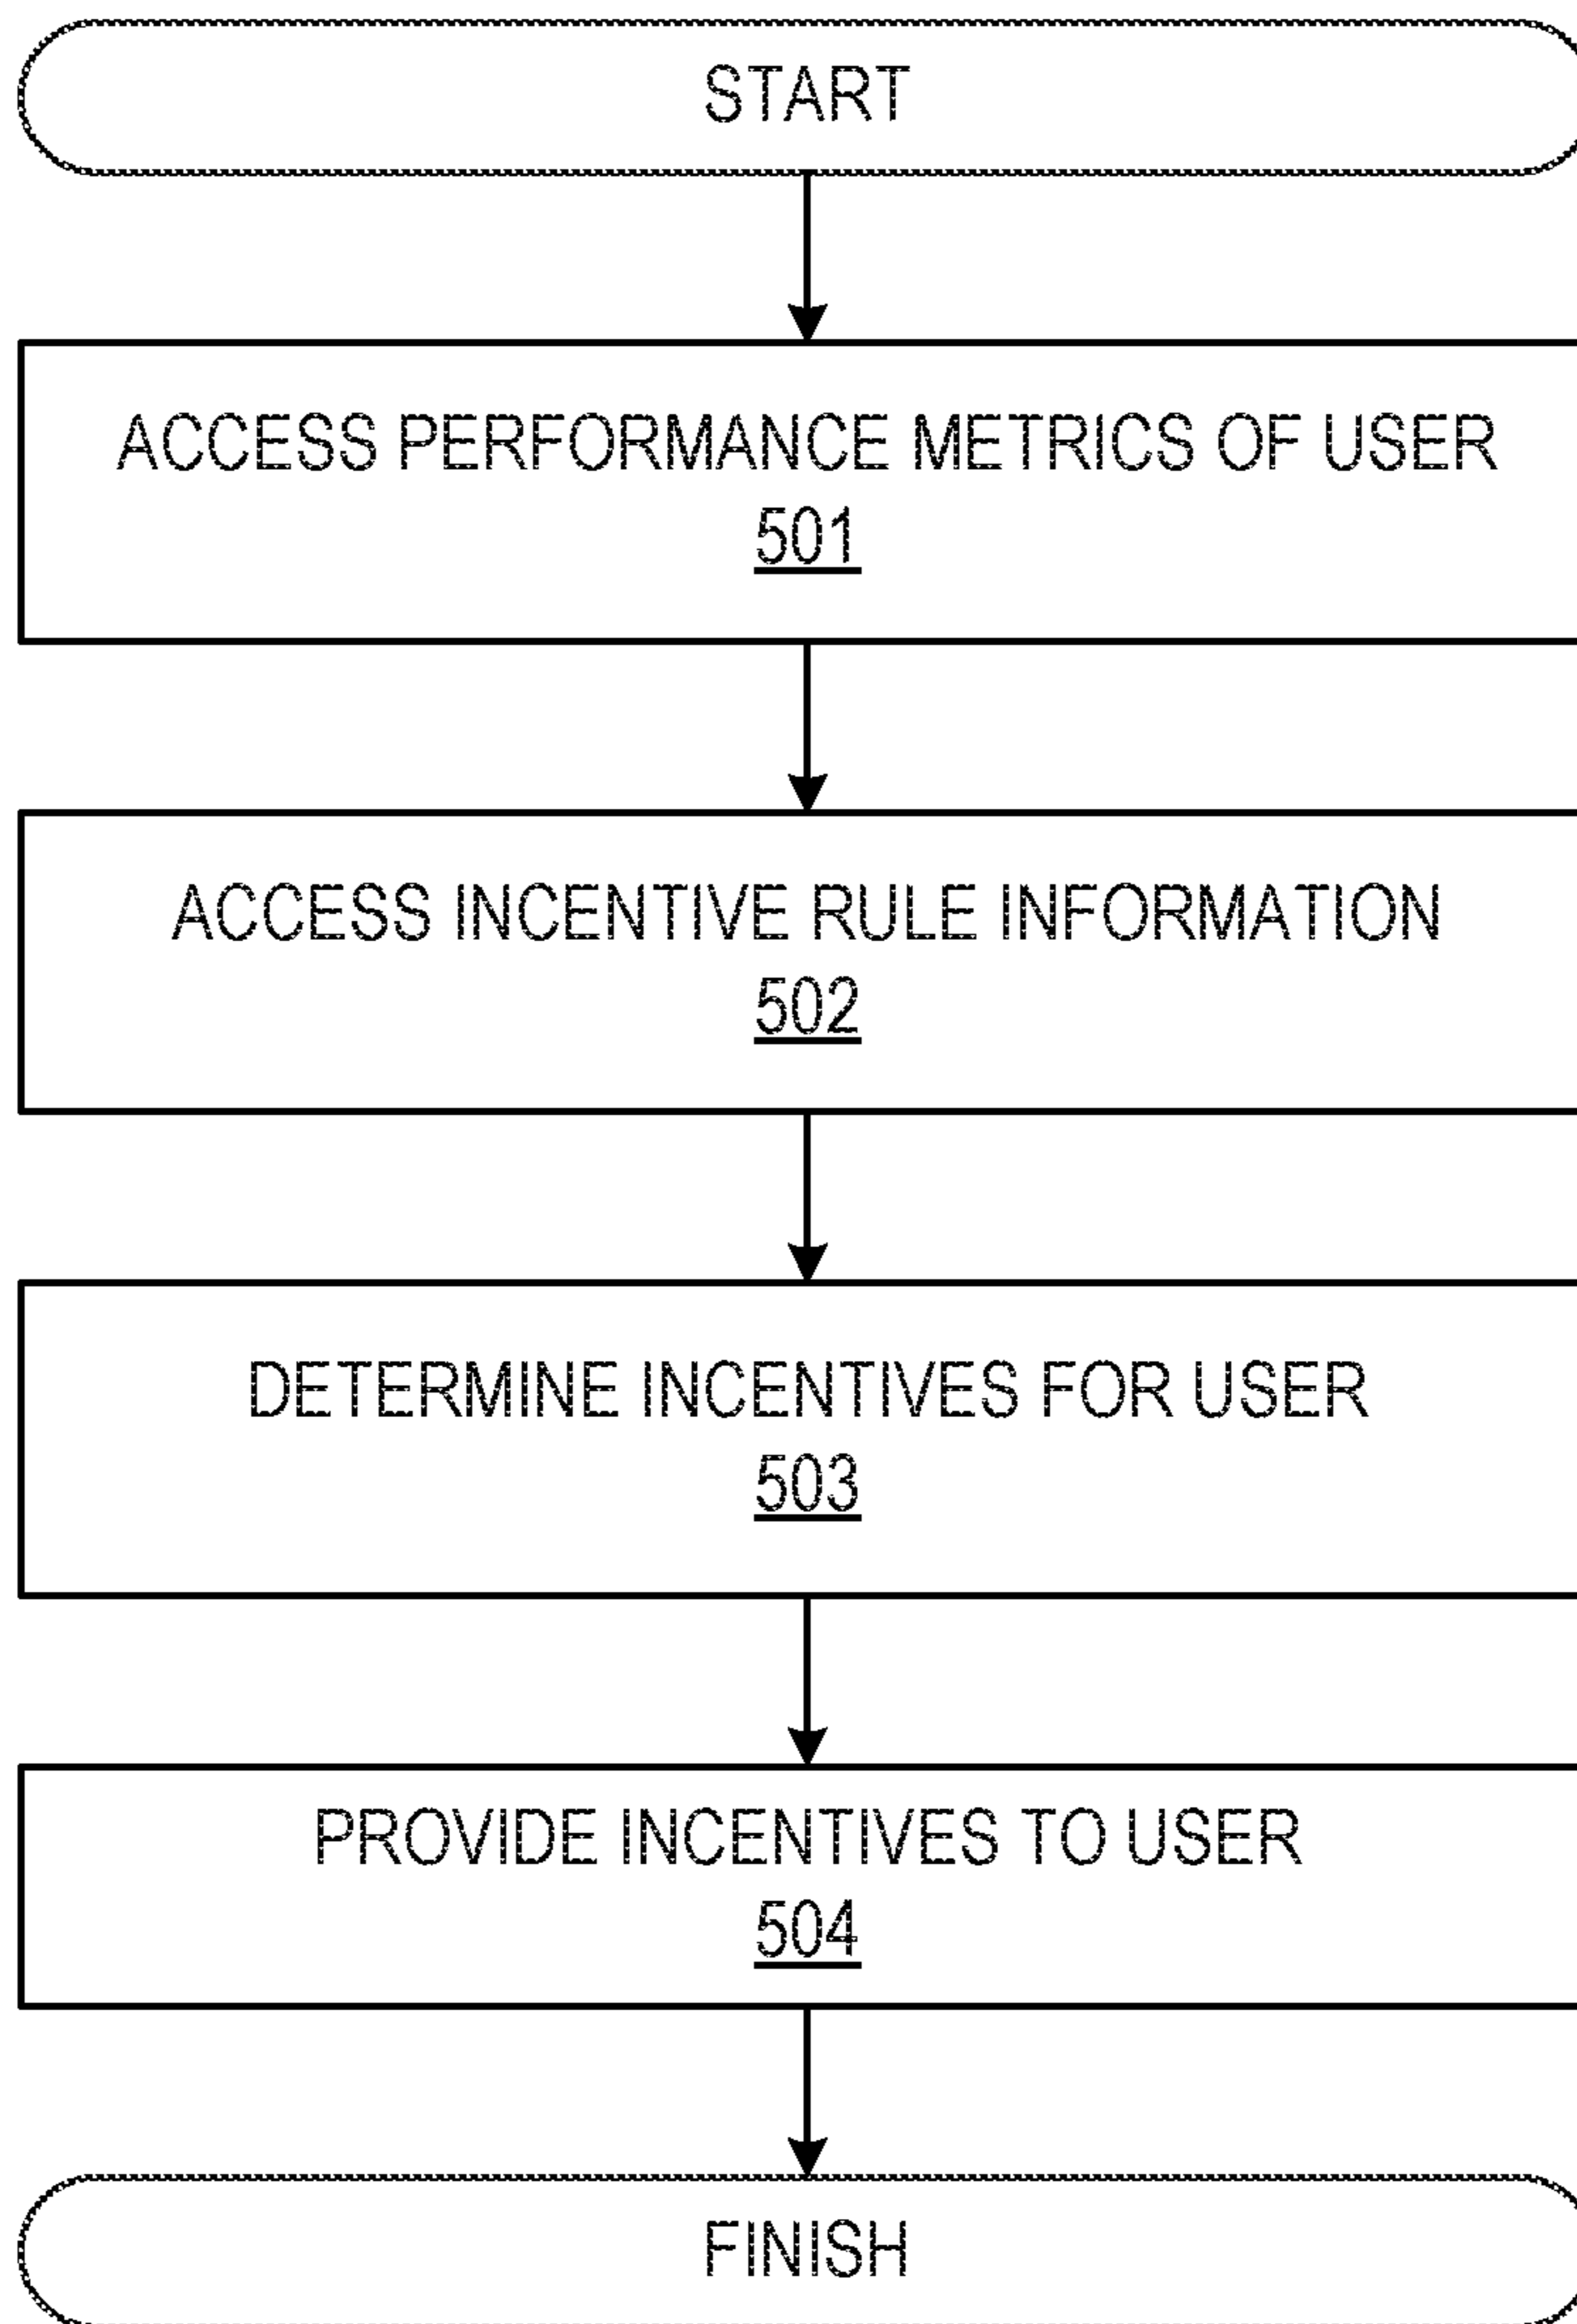 START
ACCESS PERFORMANCE METRICS OF USER
501
ACCESS INCENTIVE RULE INFORMATION
502
DETERMINE INCENTIVES FOR USER
503
PROVIDE INCENTIVES TO USER
504
FINISH